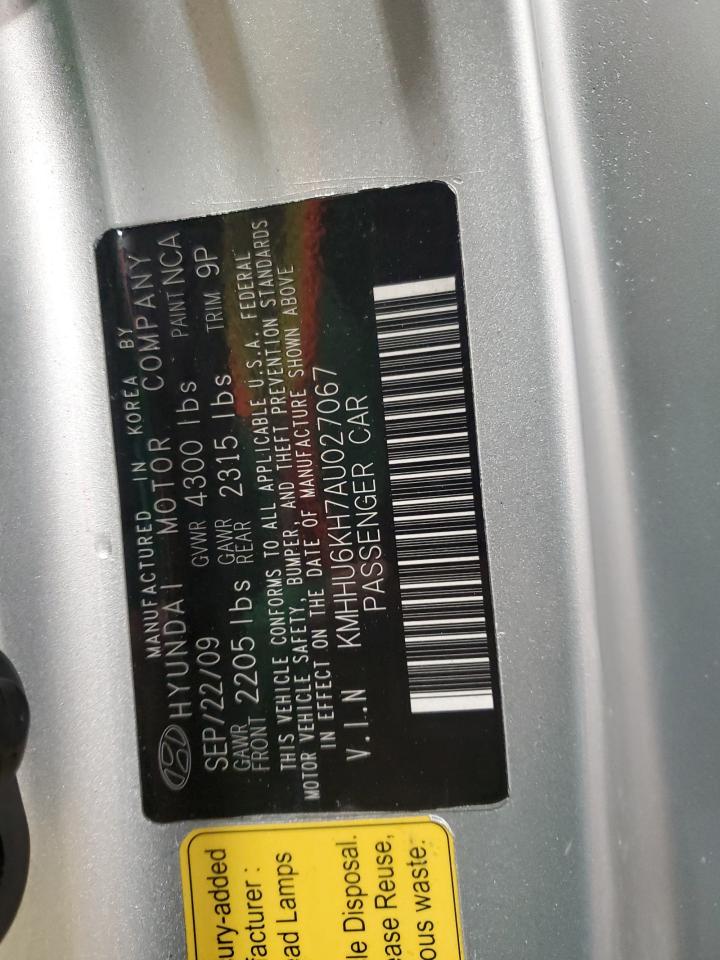 MANUFACTURED IN KOREA BY
HYUNDAI MOTOR COMPANY
SEP/22/09 GVWR 4300 lbs PAINT NCA
GAWR FRONT 2205 lbs GAWR REAR 2315 lbs TRIM 9P
THIS VEHICLE CONFORMS TO ALL APPLICABLE U.S.A. FEDERAL
MOTOR VEHICLE SAFETY, BUMPER, AND THEFT PREVENTION STANDARDS
IN EFFECT ON THE DATE OF MANUFACTURE SHOWN ABOVE
V.I.N KMHHU6KH7AU027067
PASSENGER CAR
ury-added
facturer :
ad Lamps
le Disposal.
ease Reuse,
ous waste.